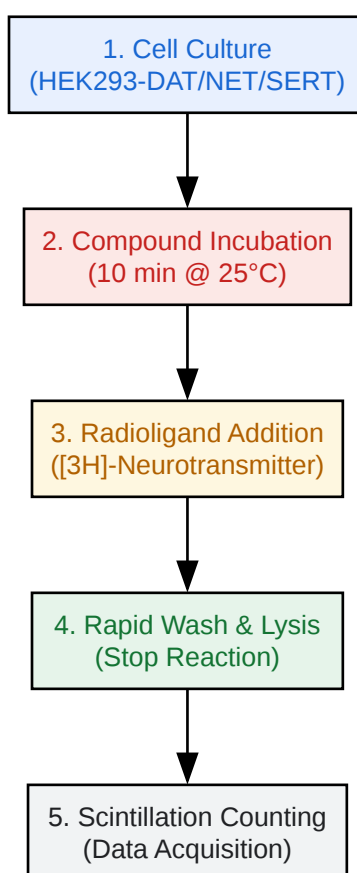 1. Cell Culture
(HEK293-DAT/NET/SERT)
2. Compound Incubation
(10 min @ 25°C)
3. Radioligand Addition
([3H]-Neurotransmitter)
4. Rapid Wash & Lysis
(Stop Reaction)
5. Scintillation Counting
(Data Acquisition)